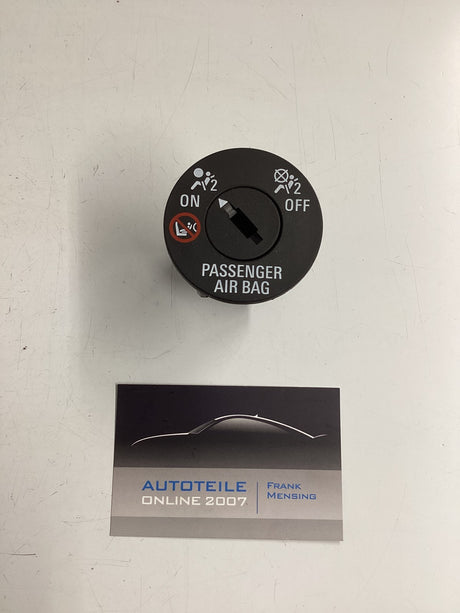 2 2
ON OFF
PASSENGER
AIR BAG
AUTOTEILE
ONLINE 2007
FRANK
MENSING